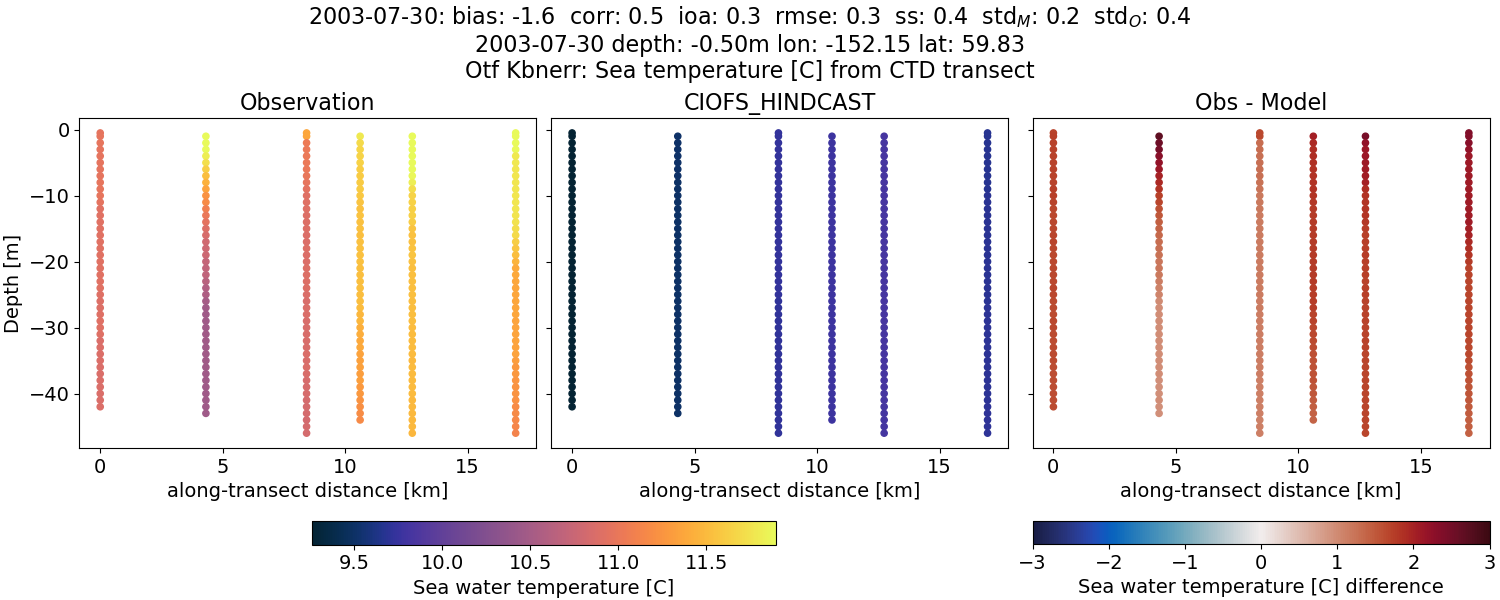 2003-07-30: bias: -1.6 corr: 0.5 ioa: 0.3 rmse: 0.3 ss: 0.4 std_M: 0.2 std_O: 0.4
2003-07-30 depth: -0.50m lon: -152.15 lat: 59.83
Otf Kbnerr: Sea temperature [C] from CTD transect
Observation
CIOFS_HINDCAST
Obs - Model
Depth [m]
0
−10
−20
−30
−40
0 5 10 15
0 5 10 15
0 5 10 15
along-transect distance [km]
along-transect distance [km]
along-transect distance [km]
9.5 10.0 10.5 11.0 11.5
Sea water temperature [C]
−3 −2 −1 0 1 2 3
Sea water temperature [C] difference